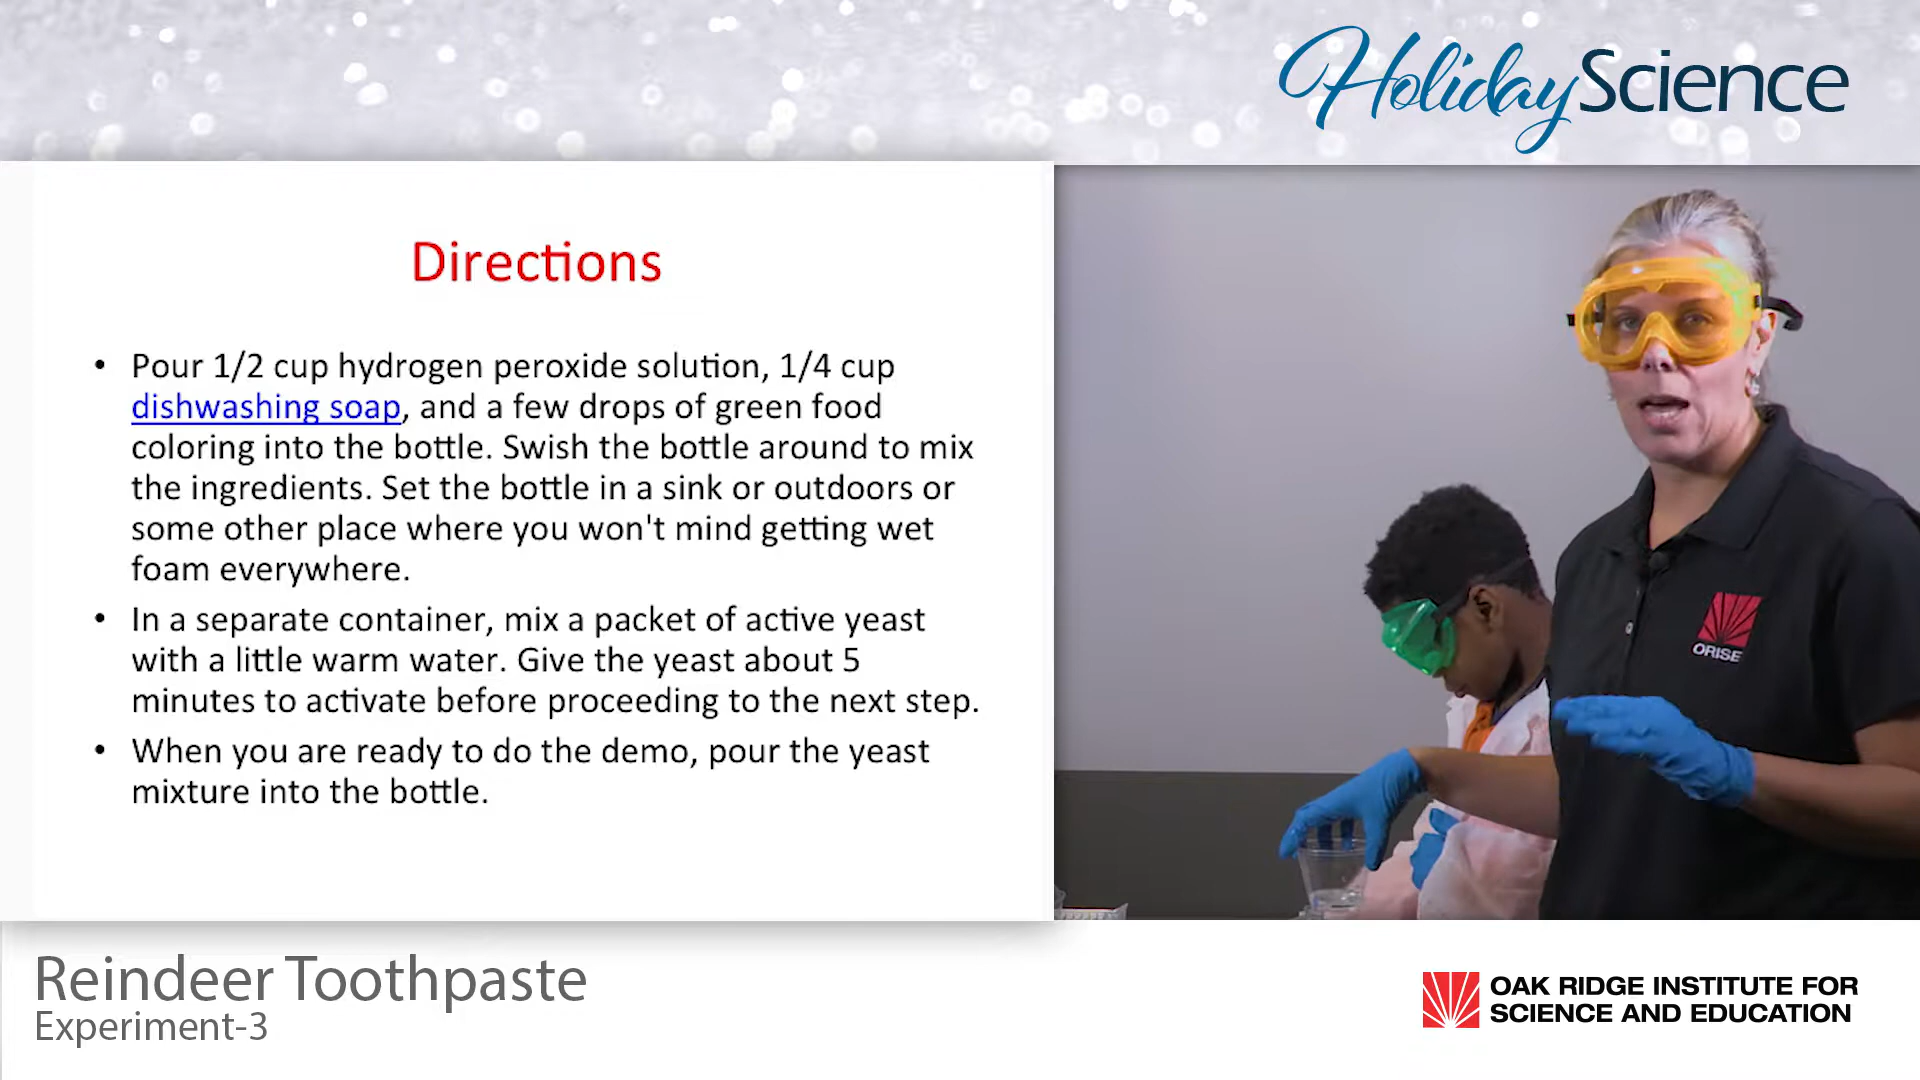 Holiday Science
Directions
• Pour 1/2 cup hydrogen peroxide solution, 1/4 cup
dishwashing soap, and a few drops of green food
coloring into the bottle. Swish the bottle around to mix
the ingredients. Set the bottle in a sink or outdoors or
some other place where you won't mind getting wet
foam everywhere.
• In a separate container, mix a packet of active yeast
with a little warm water. Give the yeast about 5
minutes to activate before proceeding to the next step.
• When you are ready to do the demo, pour the yeast
mixture into the bottle.
ORISE
Reindeer Toothpaste
Experiment-3
OAK RIDGE INSTITUTE FOR
SCIENCE AND EDUCATION